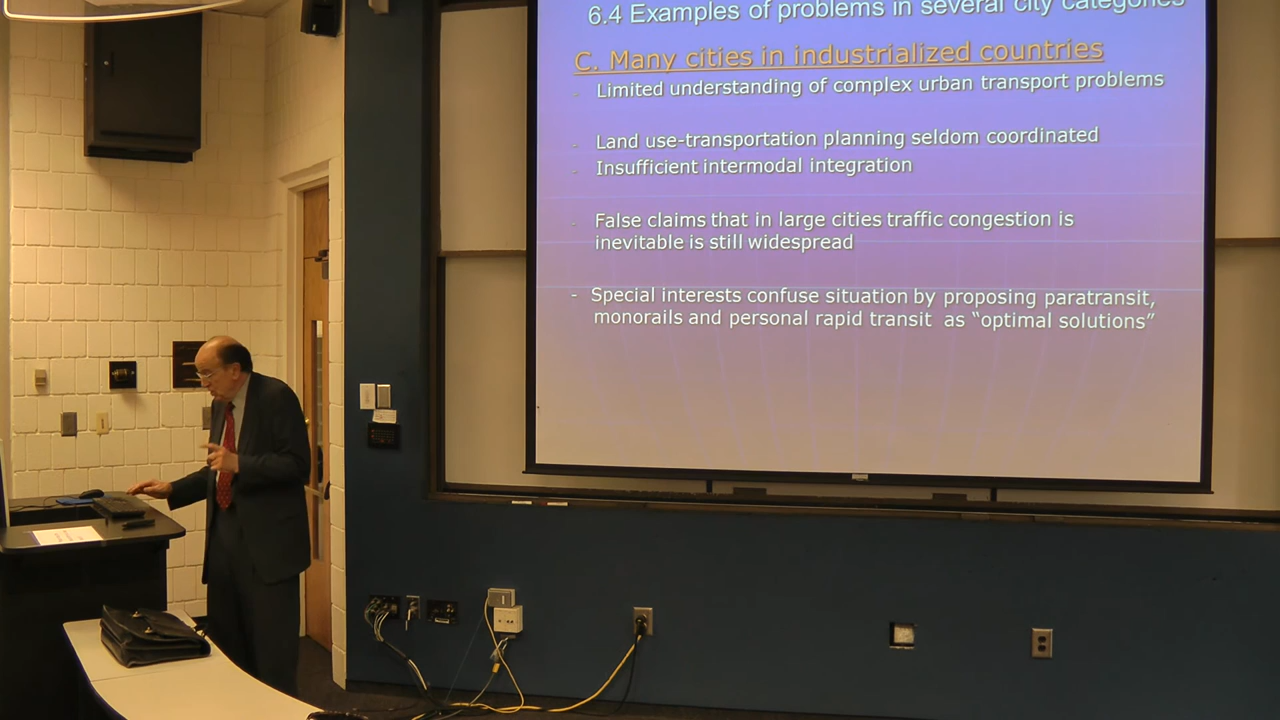 6.4 Examples of problems in several city categories
C. Many cities in industrialized countries
- Limited understanding of complex urban transport problems
- Land use-transportation planning seldom coordinated
- Insufficient intermodal integration
- False claims that in large cities traffic congestion is
inevitable is still widespread
- Special interests confuse situation by proposing paratransit,
monorails and personal rapid transit as “optimal solutions”